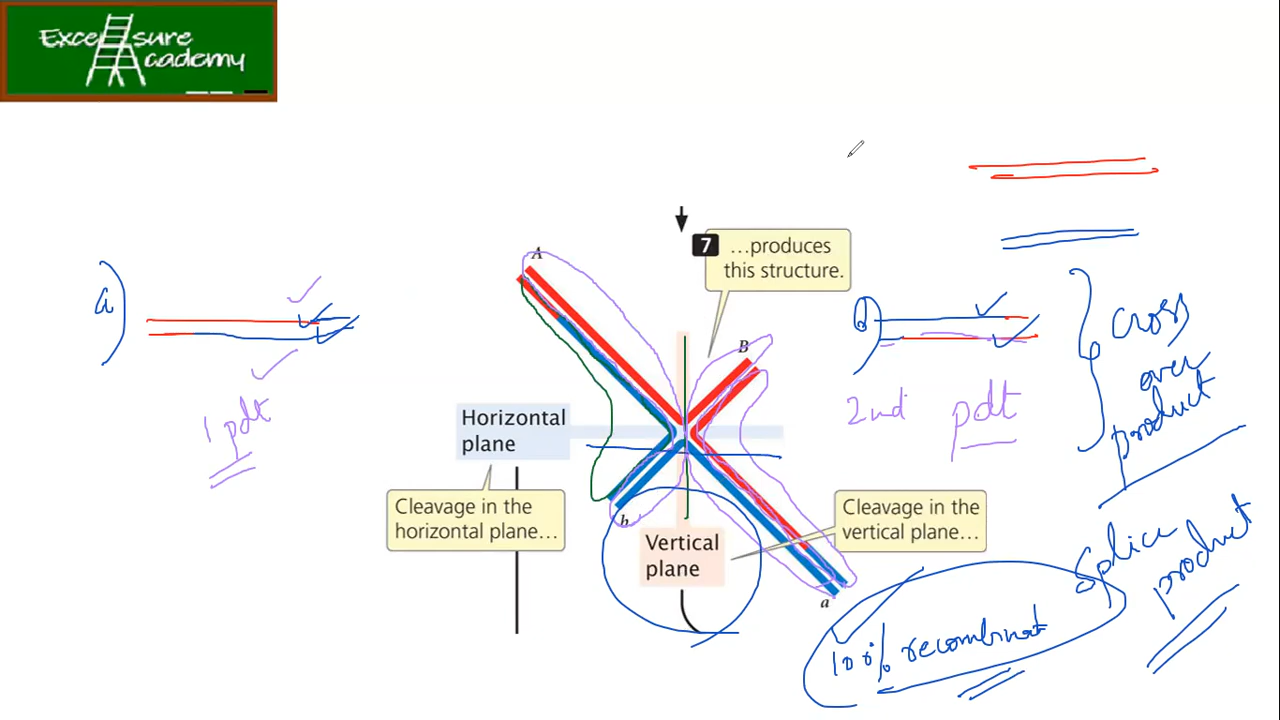 Excel sure
Academy
7 …produces
this structure.
A
B
b
a
Horizontal
plane
Cleavage in the
horizontal plane…
Vertical
plane
Cleavage in the
vertical plane…
a)
1 pdt
d)
2nd pdt
Cross
over
product
Splice
product
100% recombinat